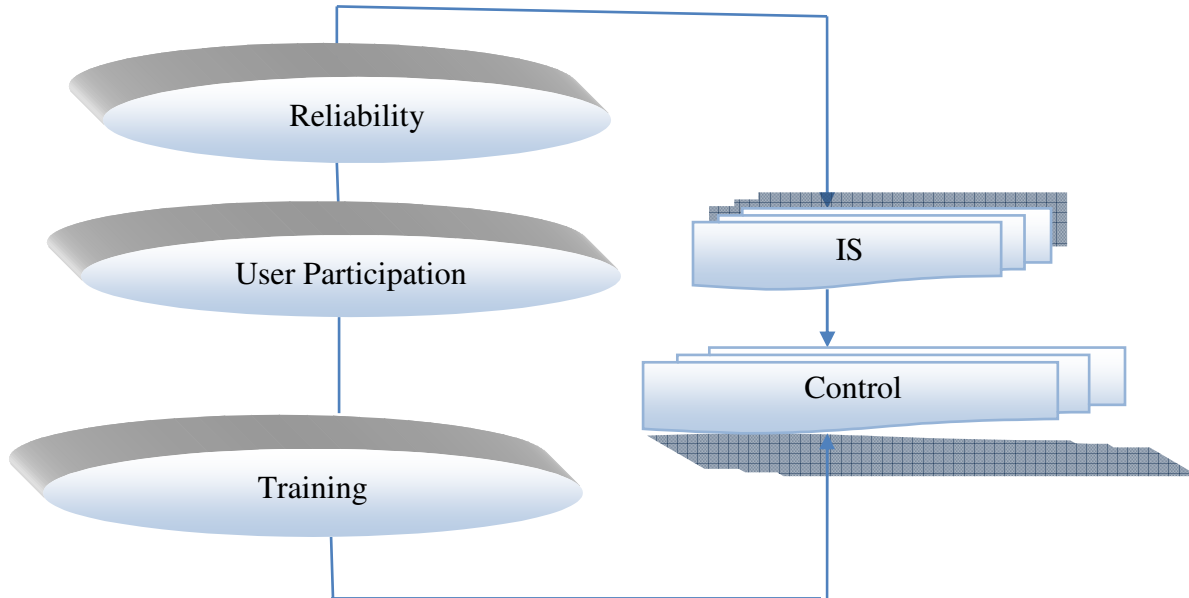 Reliability
User Participation
Training
IS
Control